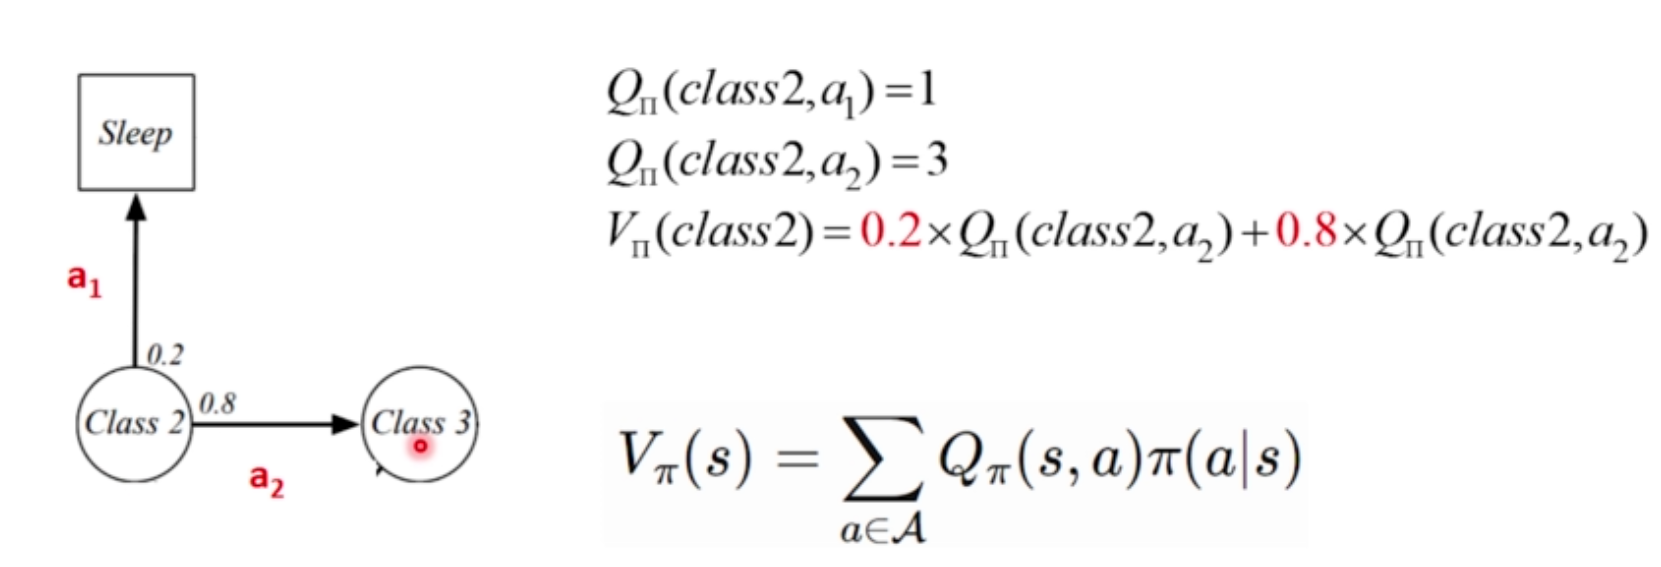 Sleep
a₁
0.2
Class 2
0.8
Class 3
a₂
Qπ(class2,a₁)=1
Qπ(class2,a₂)=3
Vπ(class2)=0.2×Qπ(class2,a₂)+0.8×Qπ(class2,a₂)
Vπ(s) = ∑ Qπ(s,a)π(a|s)
a∈𝒜